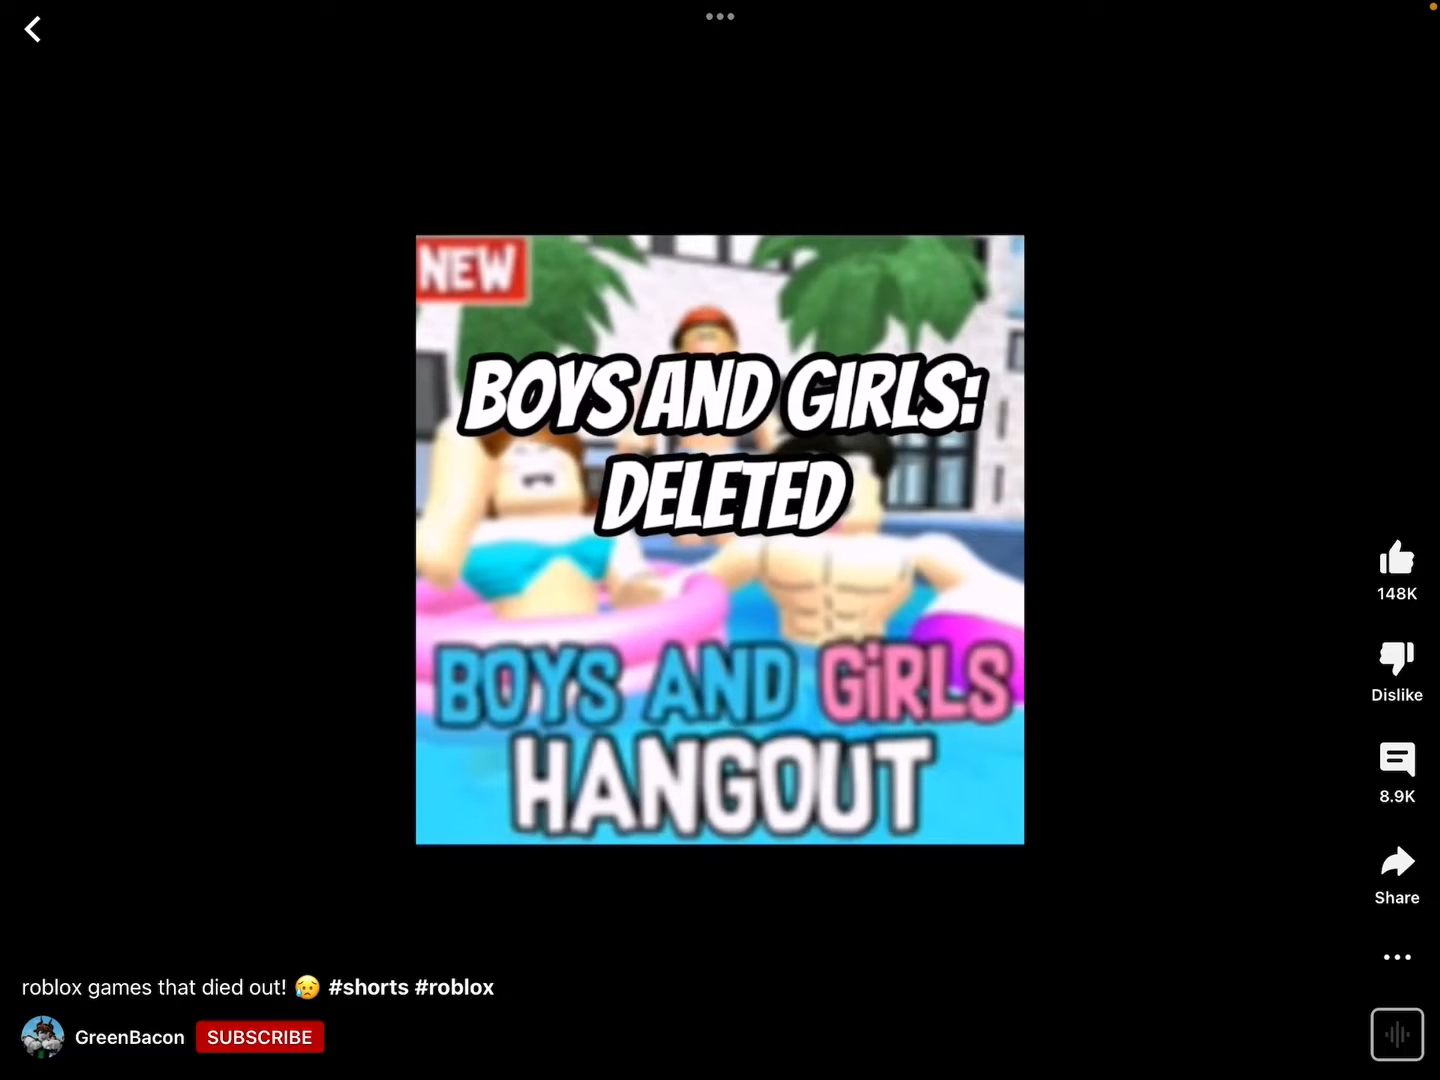 NEW
BOYS AND GIRLS:
DELETED
BOYS AND GiRLS
HANGOUT
148K
Dislike
8.9K
Share
roblox games that died out! 😥 #shorts #roblox
GreenBacon SUBSCRIBE